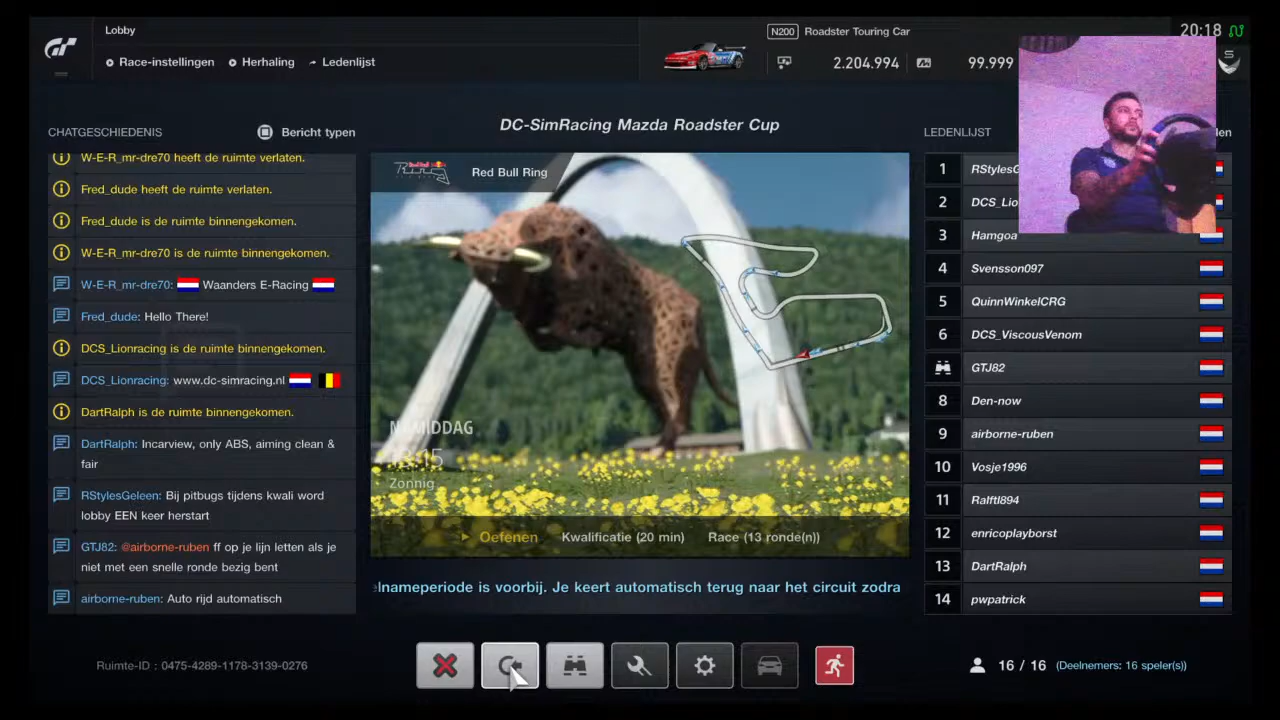 Lobby
N200 Roadster Touring Car
20:18
Race-instellingen Herhaling Ledenlijst
2.204.994 99.999
CHATGESCHIEDENIS Bericht typen
DC-SimRacing Mazda Roadster Cup
LEDENLIJST
W-E-R_mr-dre70 heeft de ruimte verlaten.
Fred_dude heeft de ruimte verlaten.
Fred_dude is de ruimte binnengekomen.
W-E-R_mr-dre70 is de ruimte binnengekomen.
W-E-R_mr-dre70: Waanders E-Racing
Fred_dude: Hello There!
DCS_Lionracing is de ruimte binnengekomen.
DCS_Lionracing: www.dc-simracing.nl
DartRalph is de ruimte binnengekomen.
DartRalph: Incarview, only ABS, aiming clean &
fair
RStylesGeleen: Bij pitbugs tijdens kwali word
lobby EEN keer herstart
GTJ82: @airborne-ruben ff op je lijn letten als je
niet met een snelle ronde bezig bent
airborne-ruben: Auto rijd automatisch
Red Bull Ring
Zonnig
Oefenen Kwalificatie (20 min) Race (13 ronde(n))
elnameperiode is voorbij. Je keert automatisch terug naar het circuit zodra
1 RStylesG
2 DCS_Lio
3 Hamgoa
4 Svensson097
5 QuinnWinkelCRG
6 DCS_ViscousVenom
GTJ82
8 Den-now
9 airborne-ruben
10 Vosje1996
11 Ralftl894
12 enricoplayborst
13 DartRalph
14 pwpatrick
Ruimte-ID : 0475-4289-1178-3139-0276
16 / 16 (Deelnemers: 16 speler(s))